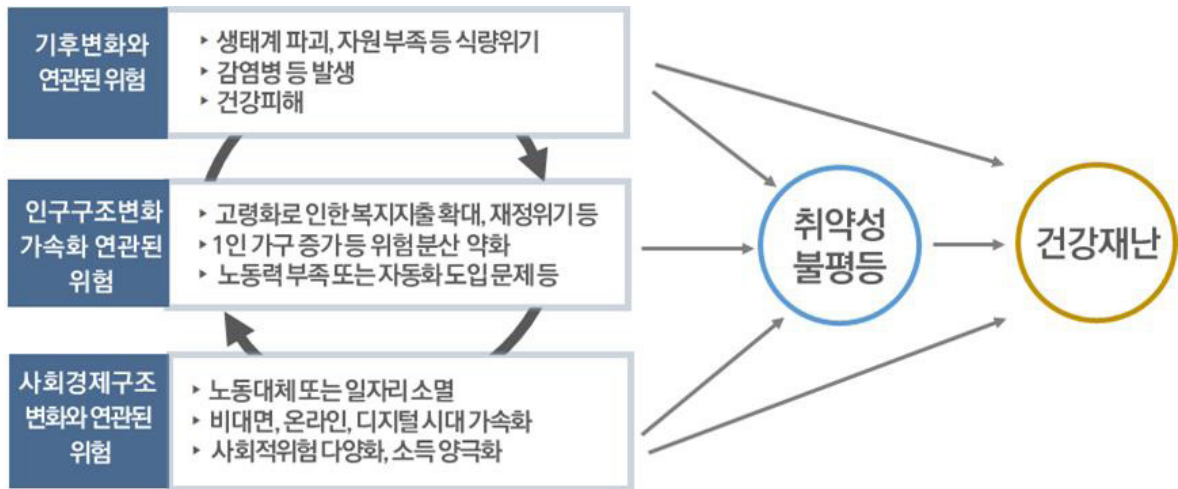 기후변화와
연관된 위험
▸ 생태계 파괴, 자원 부족 등 식량위기
▸ 감염병 등 발생
▸ 건강피해
인구구조변화
가속화 연관된
위험
▸ 고령화로 인한 복지지출 확대, 재정위기 등
▸ 1인 가구 증가 등 위험 분산 약화
▸ 노동력 부족 또는 자동화 도입 문제 등
사회경제구조
변화와 연관된
위험
▸ 노동대체 또는 일자리 소멸
▸ 비대면, 온라인, 디지털 시대 가속화
▸ 사회적위험 다양화, 소득 양극화
취약성
불평등
건강재난